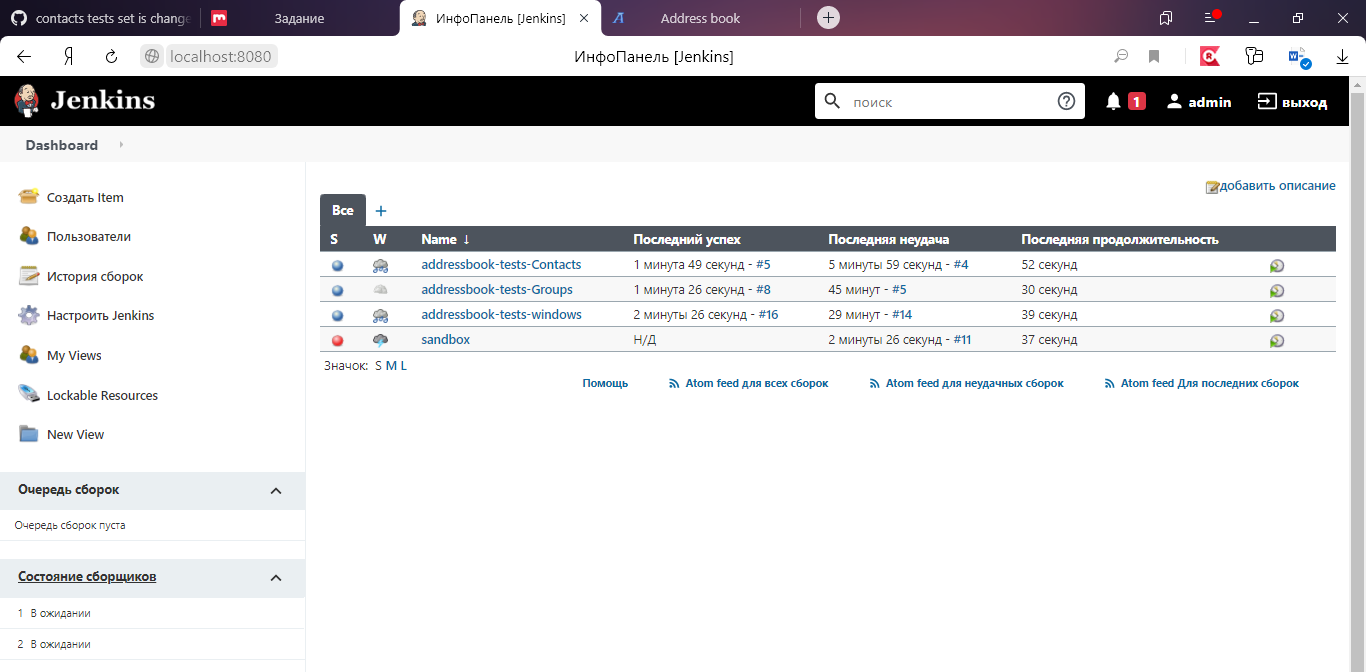 contacts tests set is change
Задание
ИнфоПанель [Jenkins]
Address book
localhost:8080
ИнфоПанель [Jenkins]
Jenkins
поиск
1
admin
выход
Dashboard
Создать Item
Пользователи
История сборок
Настроить Jenkins
My Views
Lockable Resources
New View
Очередь сборок
Очередь сборок пуста
Состояние сборщиков
1 В ожидании
2 В ожидании
добавить описание
Все +
S W Name ↓ Последний успех Последняя неудача Последняя продолжительность
addressbook-tests-Contacts 1 минута 49 секунд - #5 5 минуты 59 секунд - #4 52 секунд
addressbook-tests-Groups 1 минута 26 секунд - #8 45 минут - #5 30 секунд
addressbook-tests-windows 2 минуты 26 секунд - #16 29 минут - #14 39 секунд
sandbox Н/Д 2 минуты 26 секунд - #11 37 секунд
Значок: S M L
Помощь Atom feed для всех сборок Atom feed для неудачных сборок Atom feed Для последних сборок